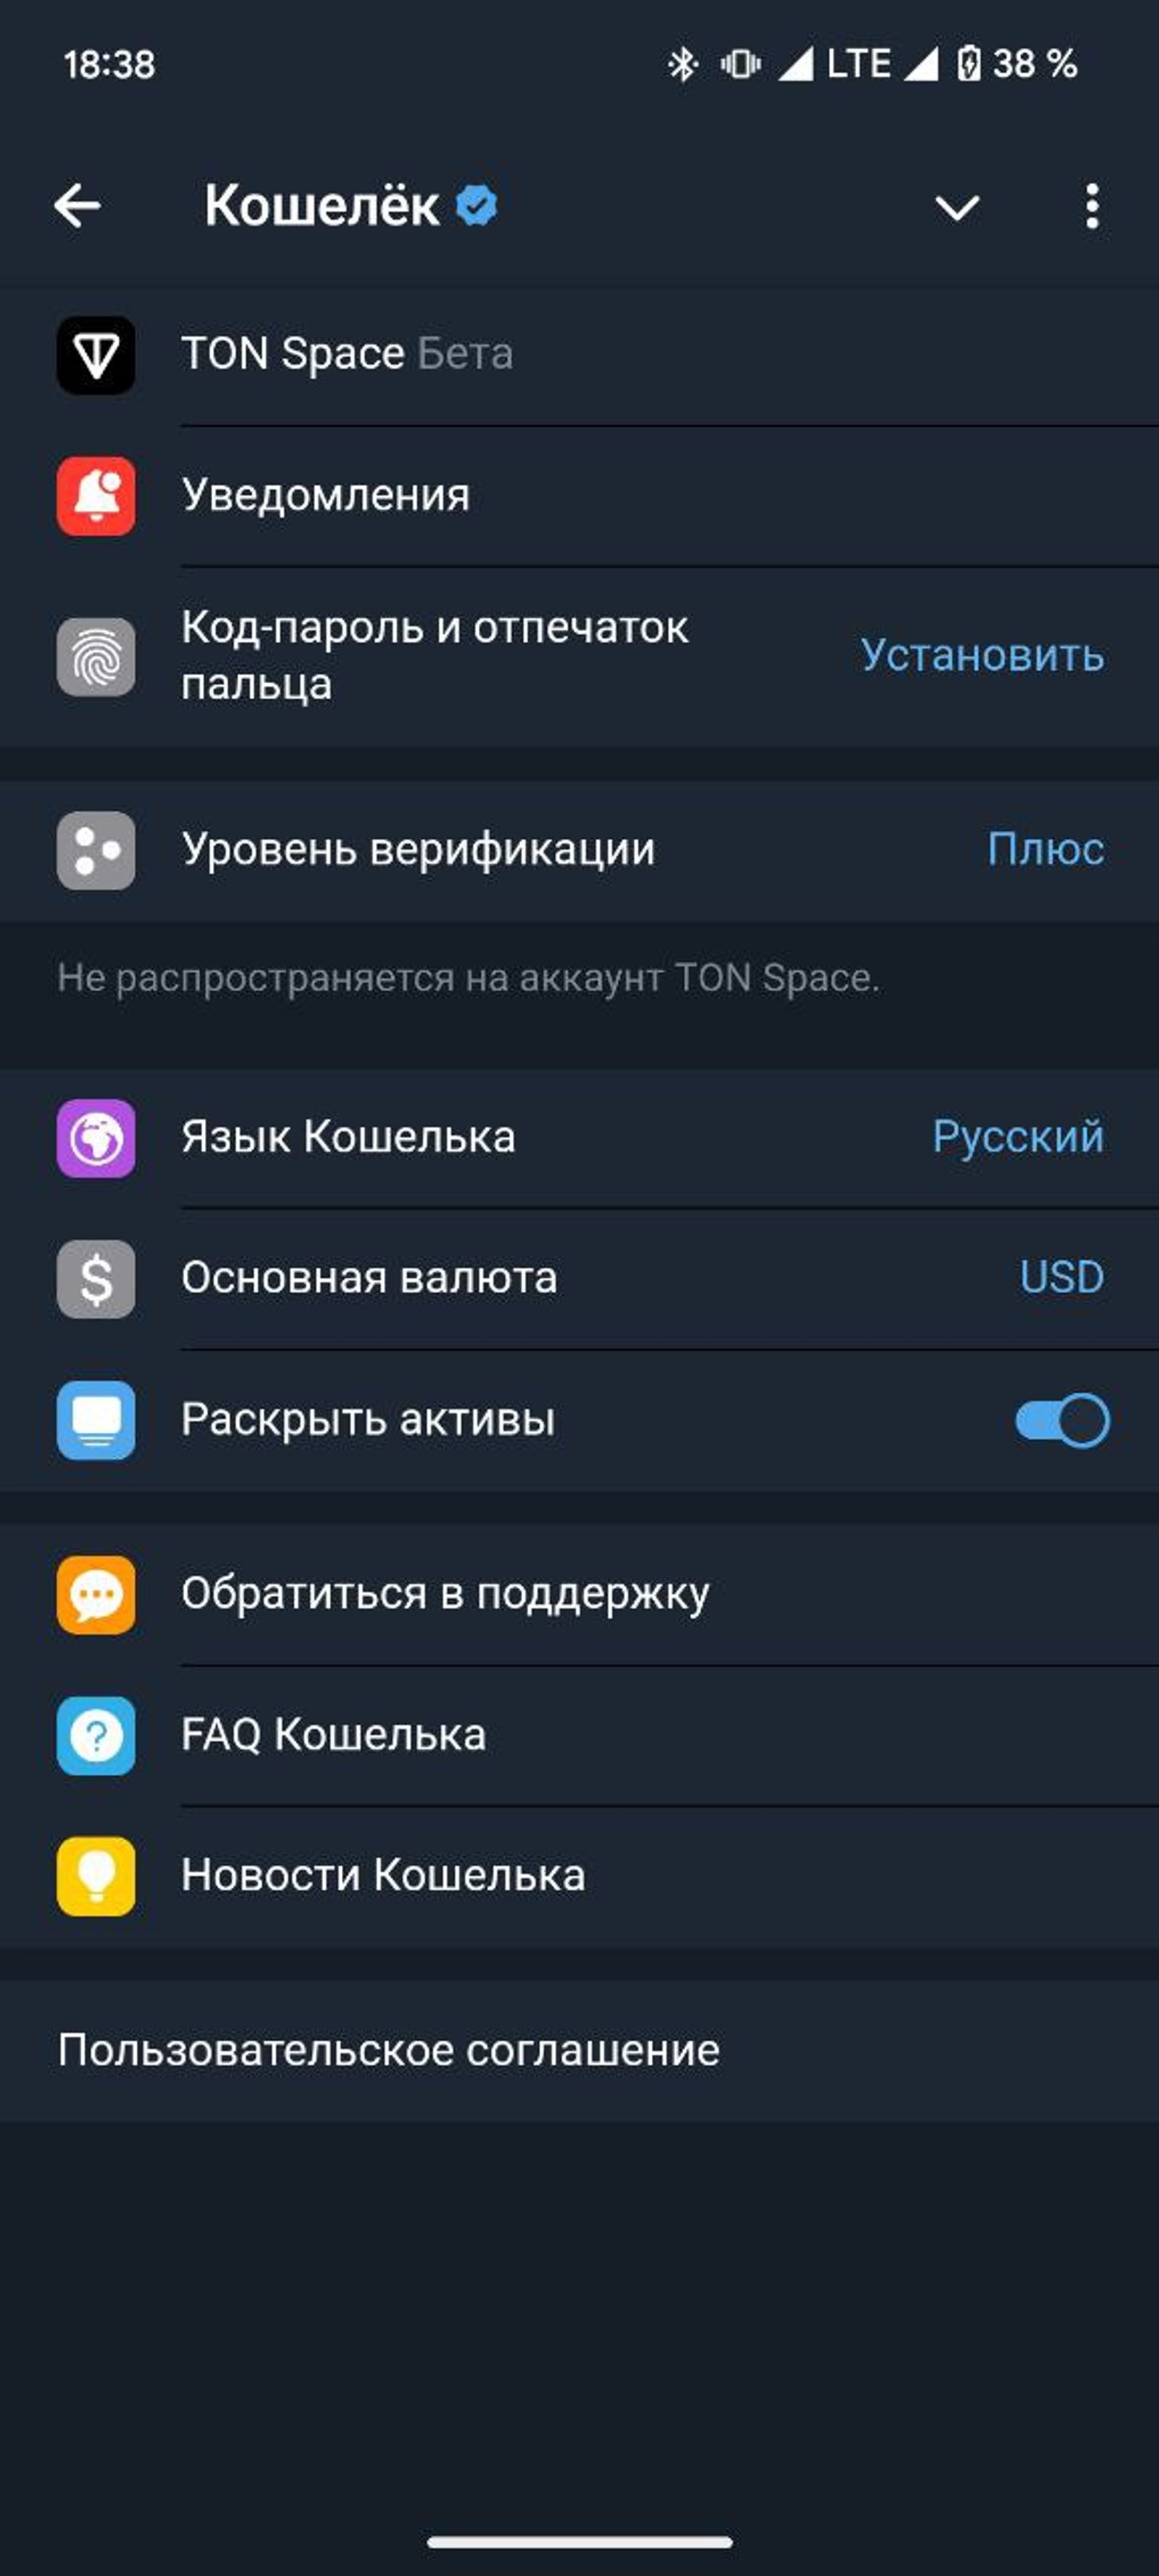 18:38 LTE 38 %
Кошелёк
TON Space Бета
Уведомления
Код-пароль и отпечаток
пальца
Установить
Уровень верификации Плюс
Не распространяется на аккаунт TON Space.
Язык Кошелька Русский
Основная валюта USD
Раскрыть активы
Обратиться в поддержку
FAQ Кошелька
Новости Кошелька
Пользовательское соглашение